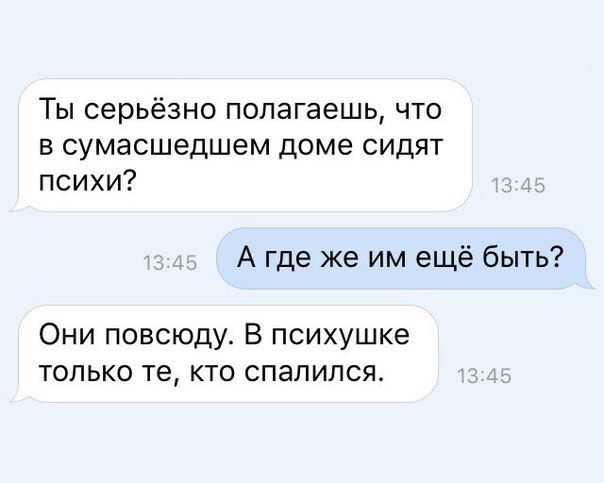 Ты серьёзно полагаешь, что
в сумасшедшем доме сидят
психи?
13:45
13:45
А где же им ещё быть?
Они повсюду. В психушке
только те, кто спалился.
13:45